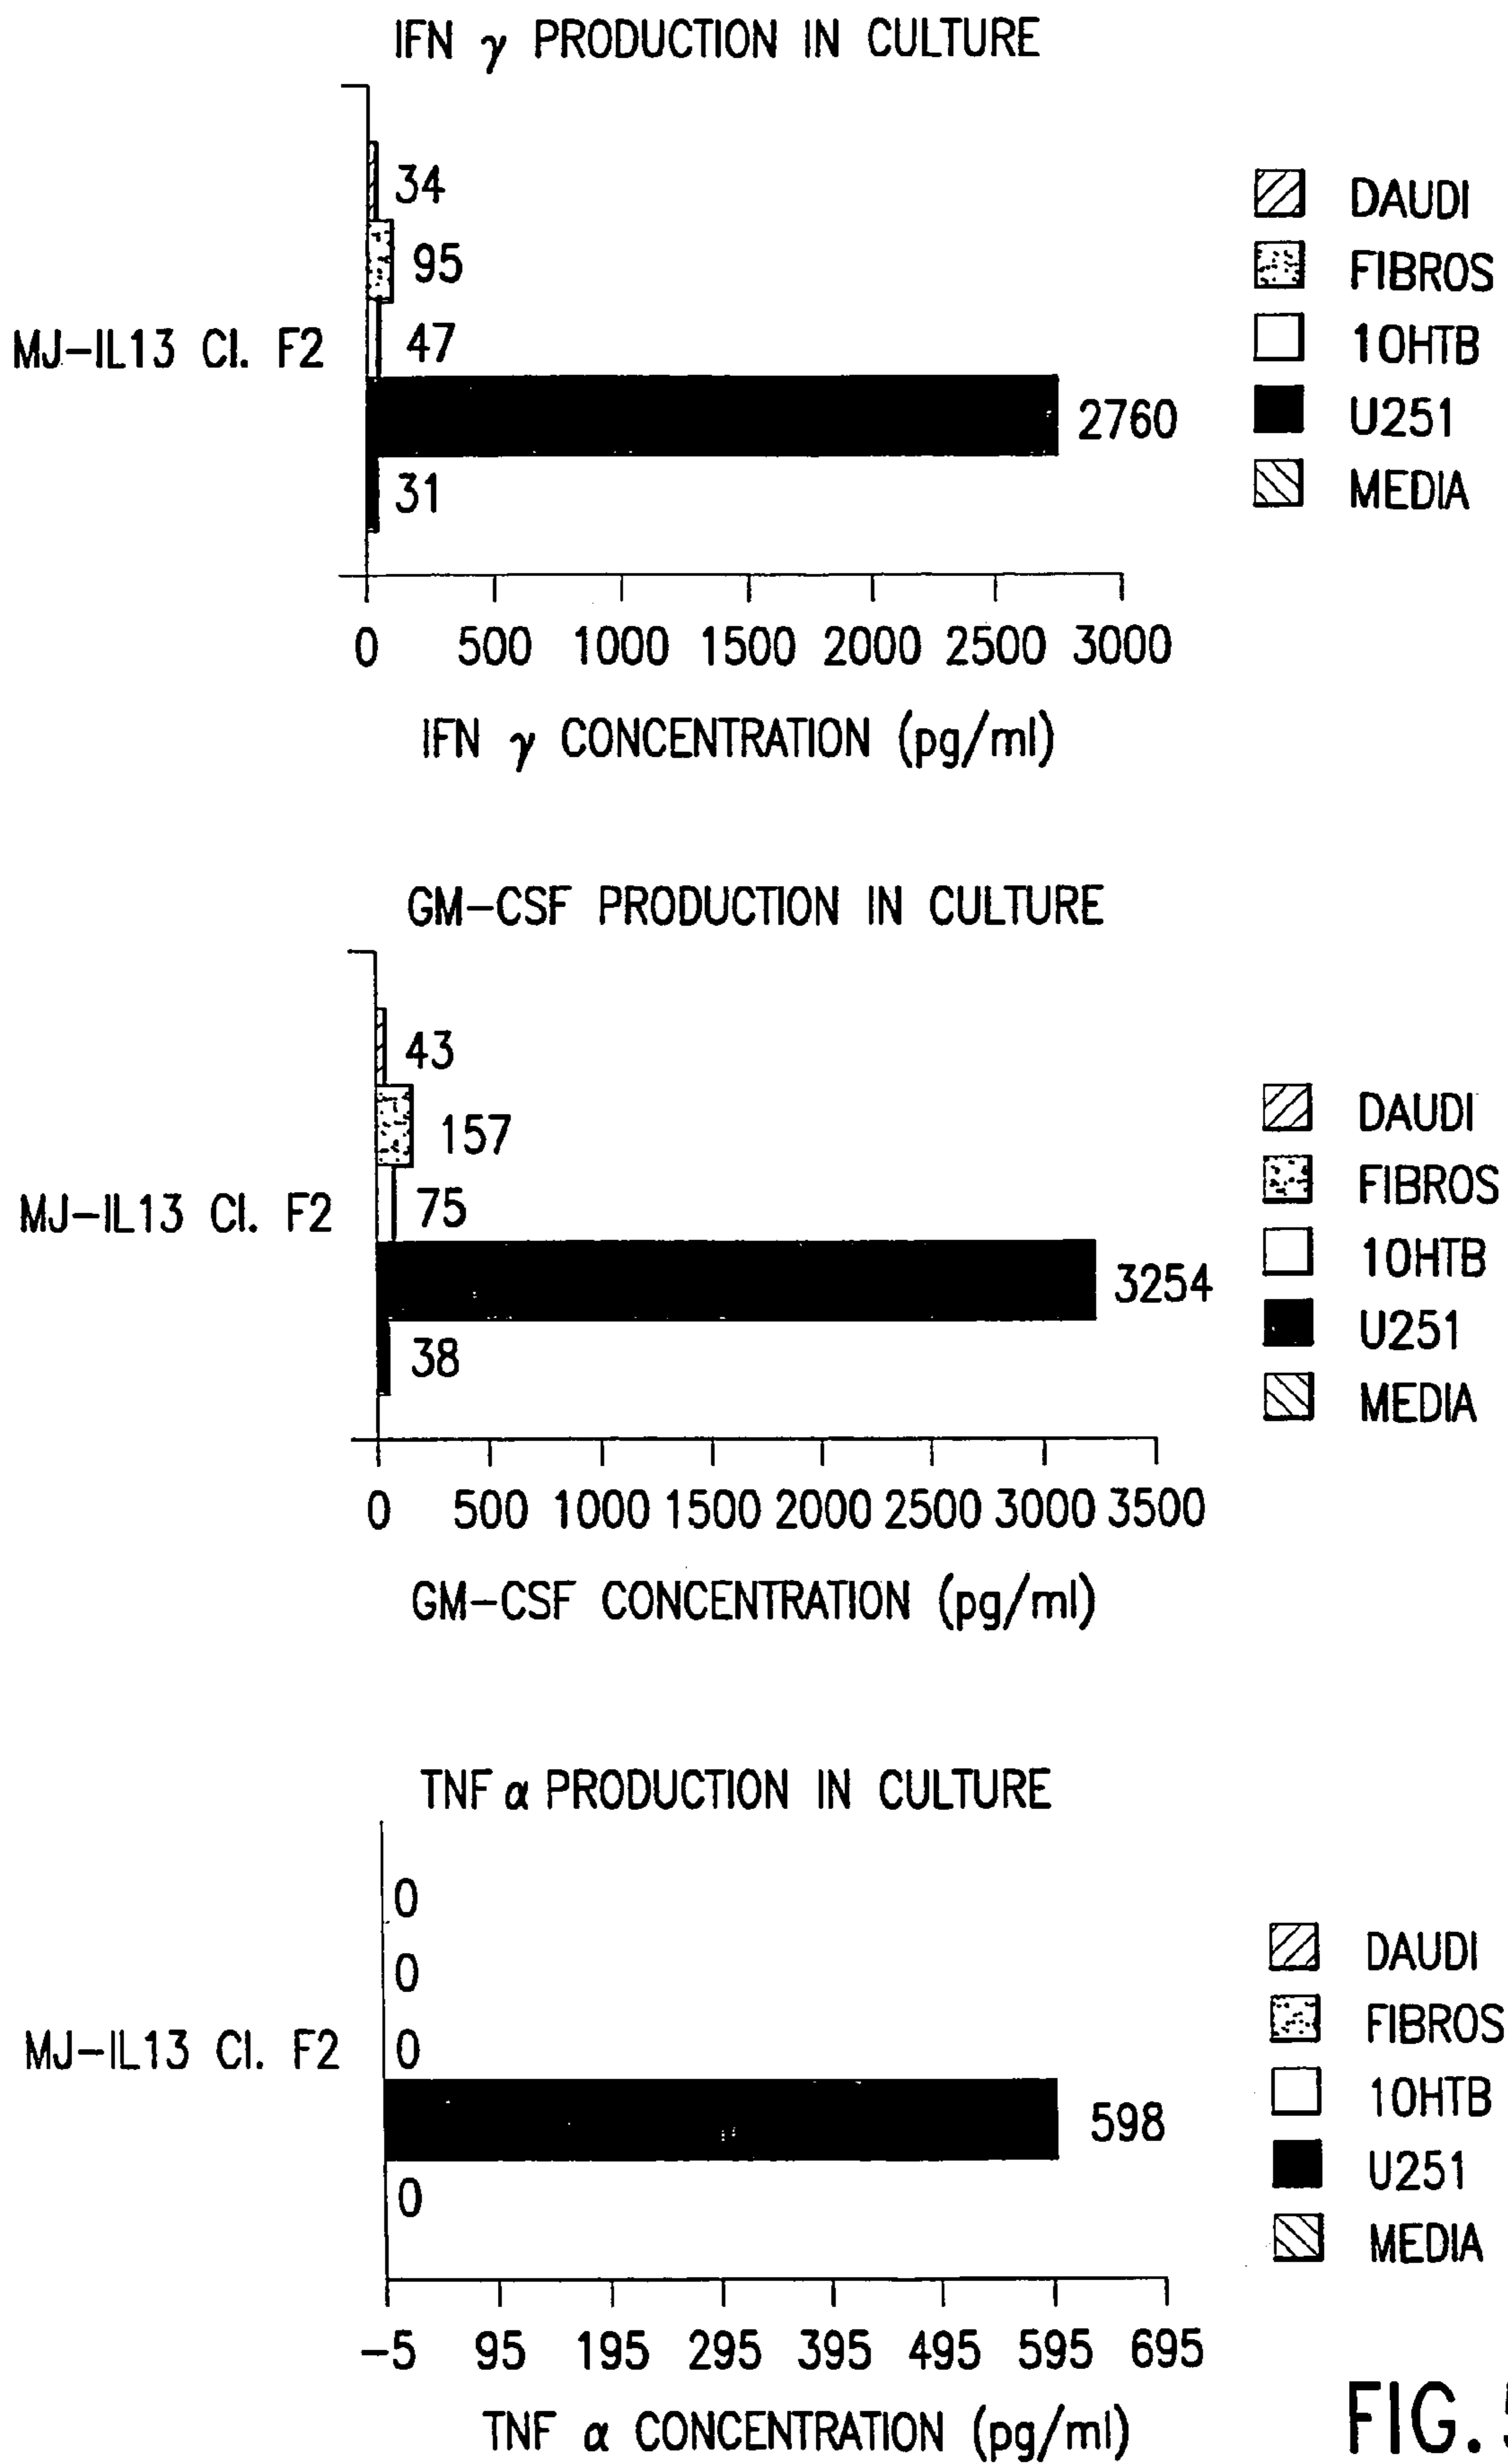 IFN γ PRODUCTION IN CULTURE
MJ-IL13 Cl. F2
34
95
47
2760
31
DAUDI
FIBROS
10HTB
U251
MEDIA
0 500 1000 1500 2000 2500 3000
IFN γ CONCENTRATION (pg/ml)
GM-CSF PRODUCTION IN CULTURE
MJ-IL13 Cl. F2
43
157
75
3254
38
DAUDI
FIBROS
10HTB
U251
MEDIA
0 500 1000 1500 2000 2500 3000 3500
GM-CSF CONCENTRATION (pg/ml)
TNF α PRODUCTION IN CULTURE
MJ-IL13 Cl. F2
0
0
0
598
0
DAUDI
FIBROS
10HTB
U251
MEDIA
-5 95 195 295 395 495 595 695
TNF α CONCENTRATION (pg/ml)
FIG.